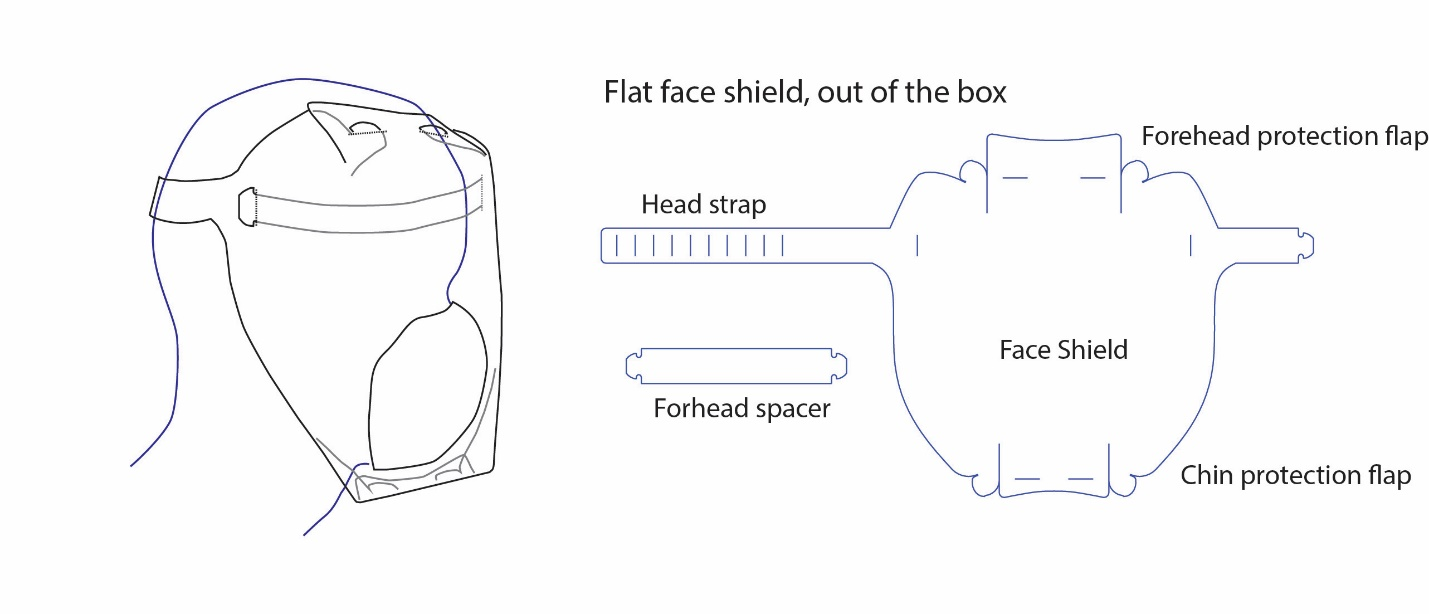 Flat face shield, out of the box
Forehead protection flap
Head strap
Face Shield
Forhead spacer
Chin protection flap